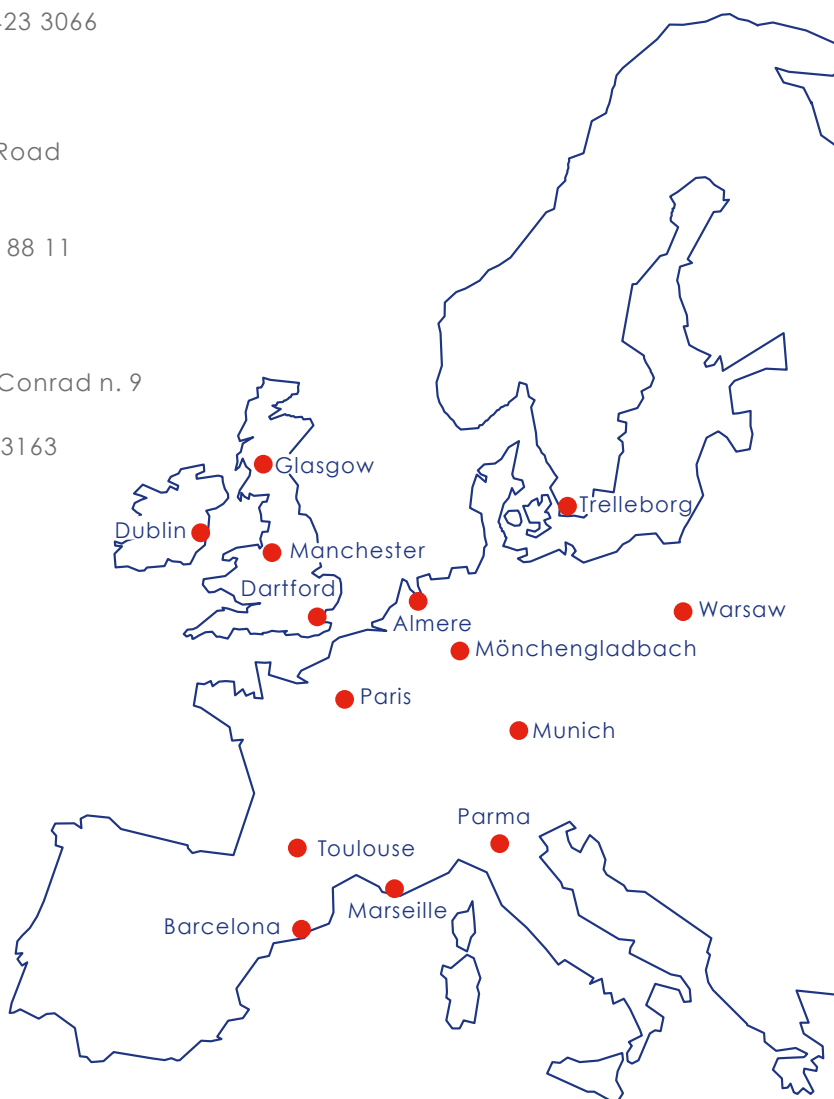 23 3066
Road
88 11
Conrad n. 9
3163
Glasgow
Trelleborg
Dublin
Manchester
Dartford
Almere
Warsaw
Mönchengladbach
Paris
Munich
Parma
Toulouse
Marseille
Barcelona